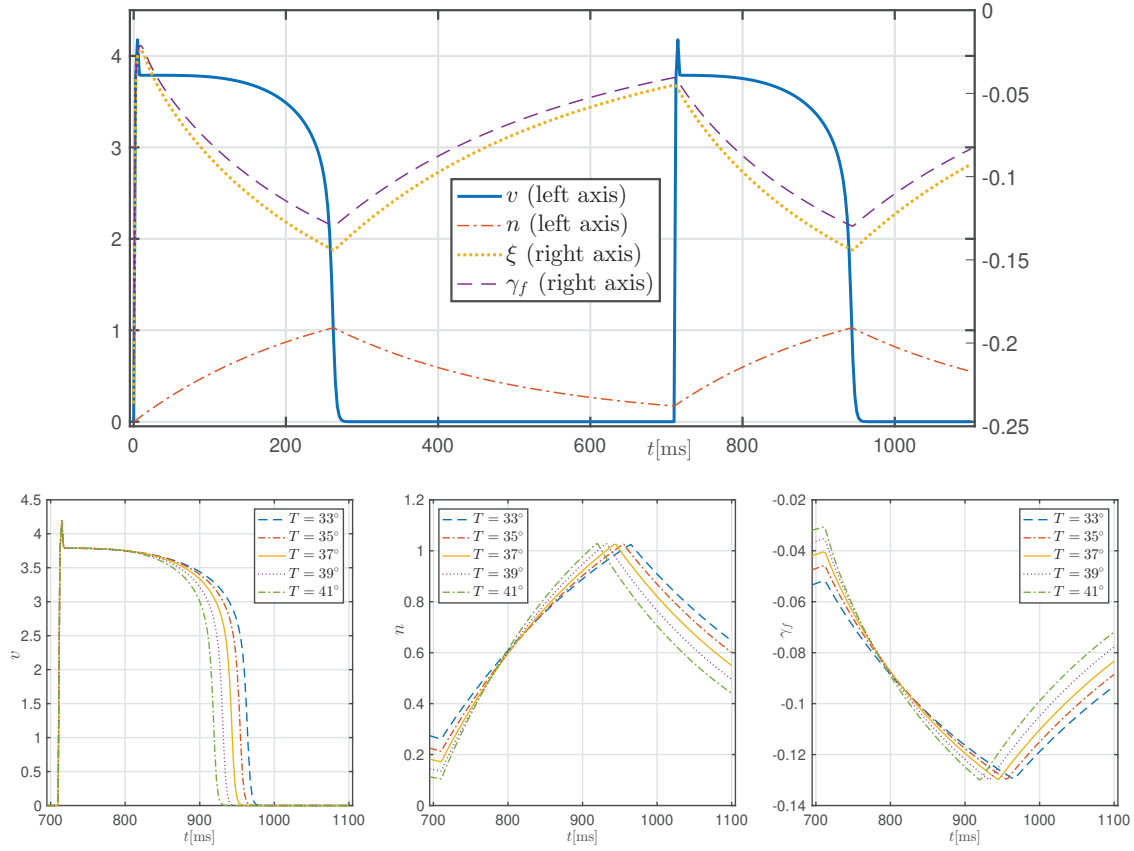 0
4
-0.05
3
-0.1
v (left axis)
n (left axis)
ξ (right axis)
γ_f (right axis)
2
-0.15
1
-0.2
0
-0.25
0
200
400
600
800
1000
t[ms]
4.5
4
3.5
3
2.5
2
1.5
1
0.5
0
v
T = 33°
T = 35°
T = 37°
T = 39°
T = 41°
700
800
900
1000
1100
t[ms]
1.2
1
0.8
0.6
0.4
0.2
0
n
T = 33°
T = 35°
T = 37°
T = 39°
T = 41°
700
800
900
1000
1100
t[ms]
-0.02
-0.04
-0.06
-0.08
-0.1
-0.12
-0.14
γ_f
T = 33°
T = 35°
T = 37°
T = 39°
T = 41°
700
800
900
1000
1100
t[ms]